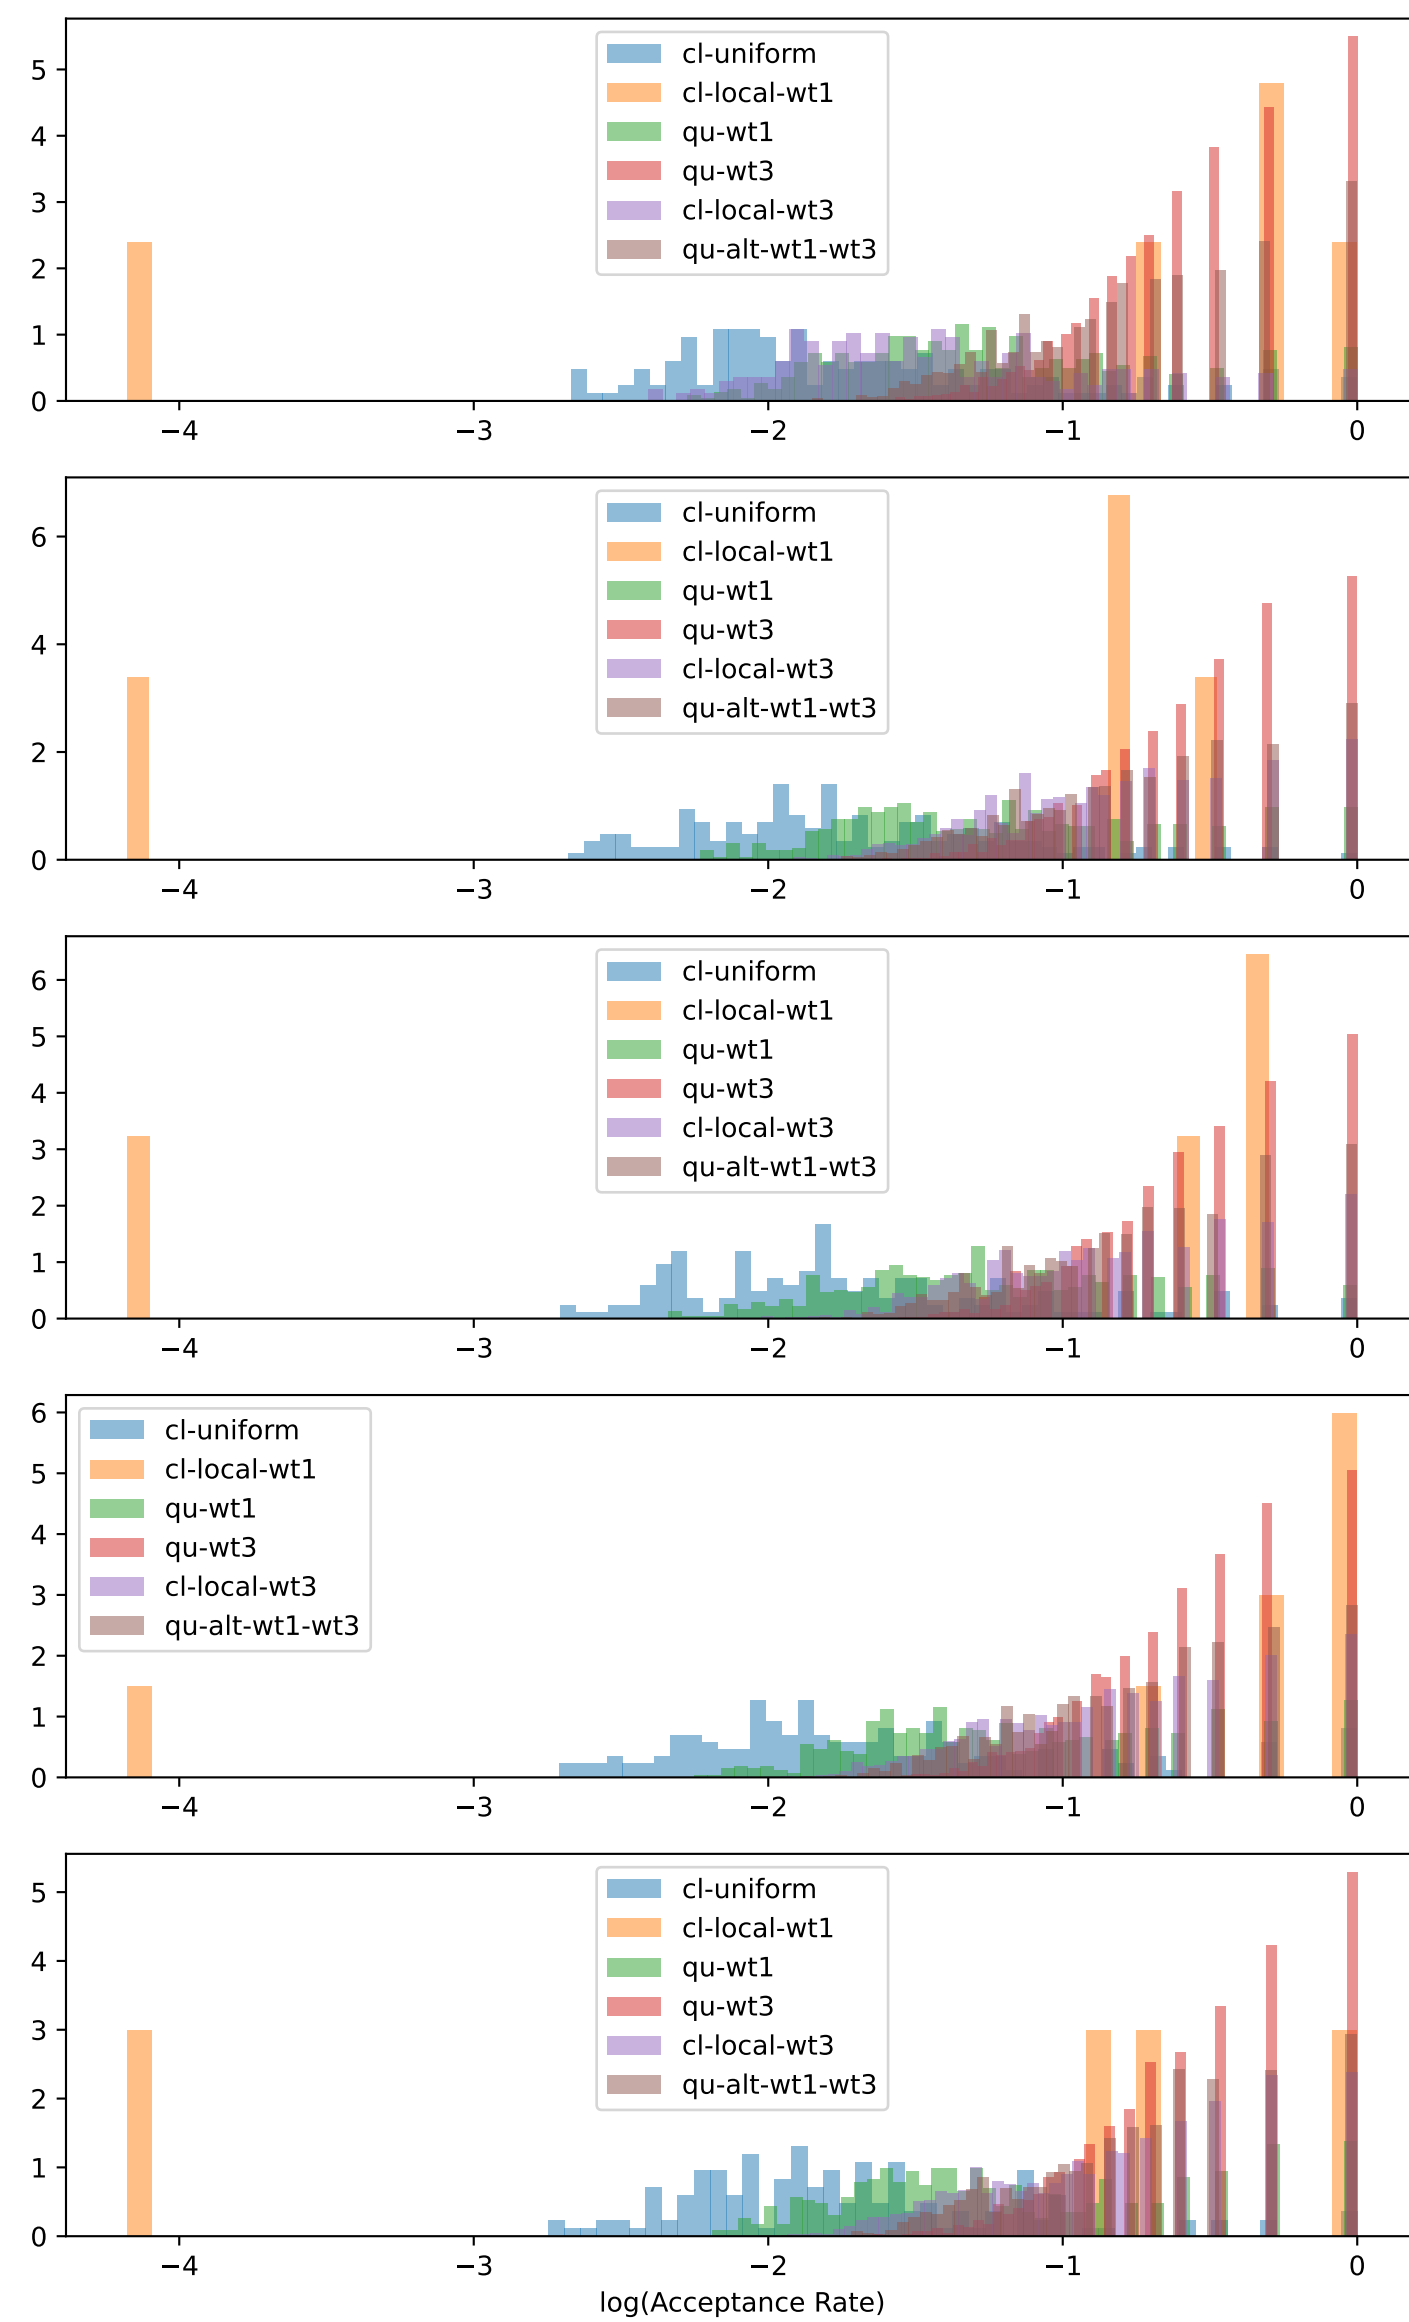 cl-uniform
cl-local-wt1
qu-wt1
qu-wt3
cl-local-wt3
qu-alt-wt1-wt3
5
4
3
2
1
0
−4 −3 −2 −1 0
cl-uniform
cl-local-wt1
qu-wt1
qu-wt3
cl-local-wt3
qu-alt-wt1-wt3
6
4
2
0
−4 −3 −2 −1 0
cl-uniform
cl-local-wt1
qu-wt1
qu-wt3
cl-local-wt3
qu-alt-wt1-wt3
6
5
4
3
2
1
0
−4 −3 −2 −1 0
cl-uniform
cl-local-wt1
qu-wt1
qu-wt3
cl-local-wt3
qu-alt-wt1-wt3
6
5
4
3
2
1
0
−4 −3 −2 −1 0
cl-uniform
cl-local-wt1
qu-wt1
qu-wt3
cl-local-wt3
qu-alt-wt1-wt3
5
4
3
2
1
0
−4 −3 −2 −1 0
log(Acceptance Rate)